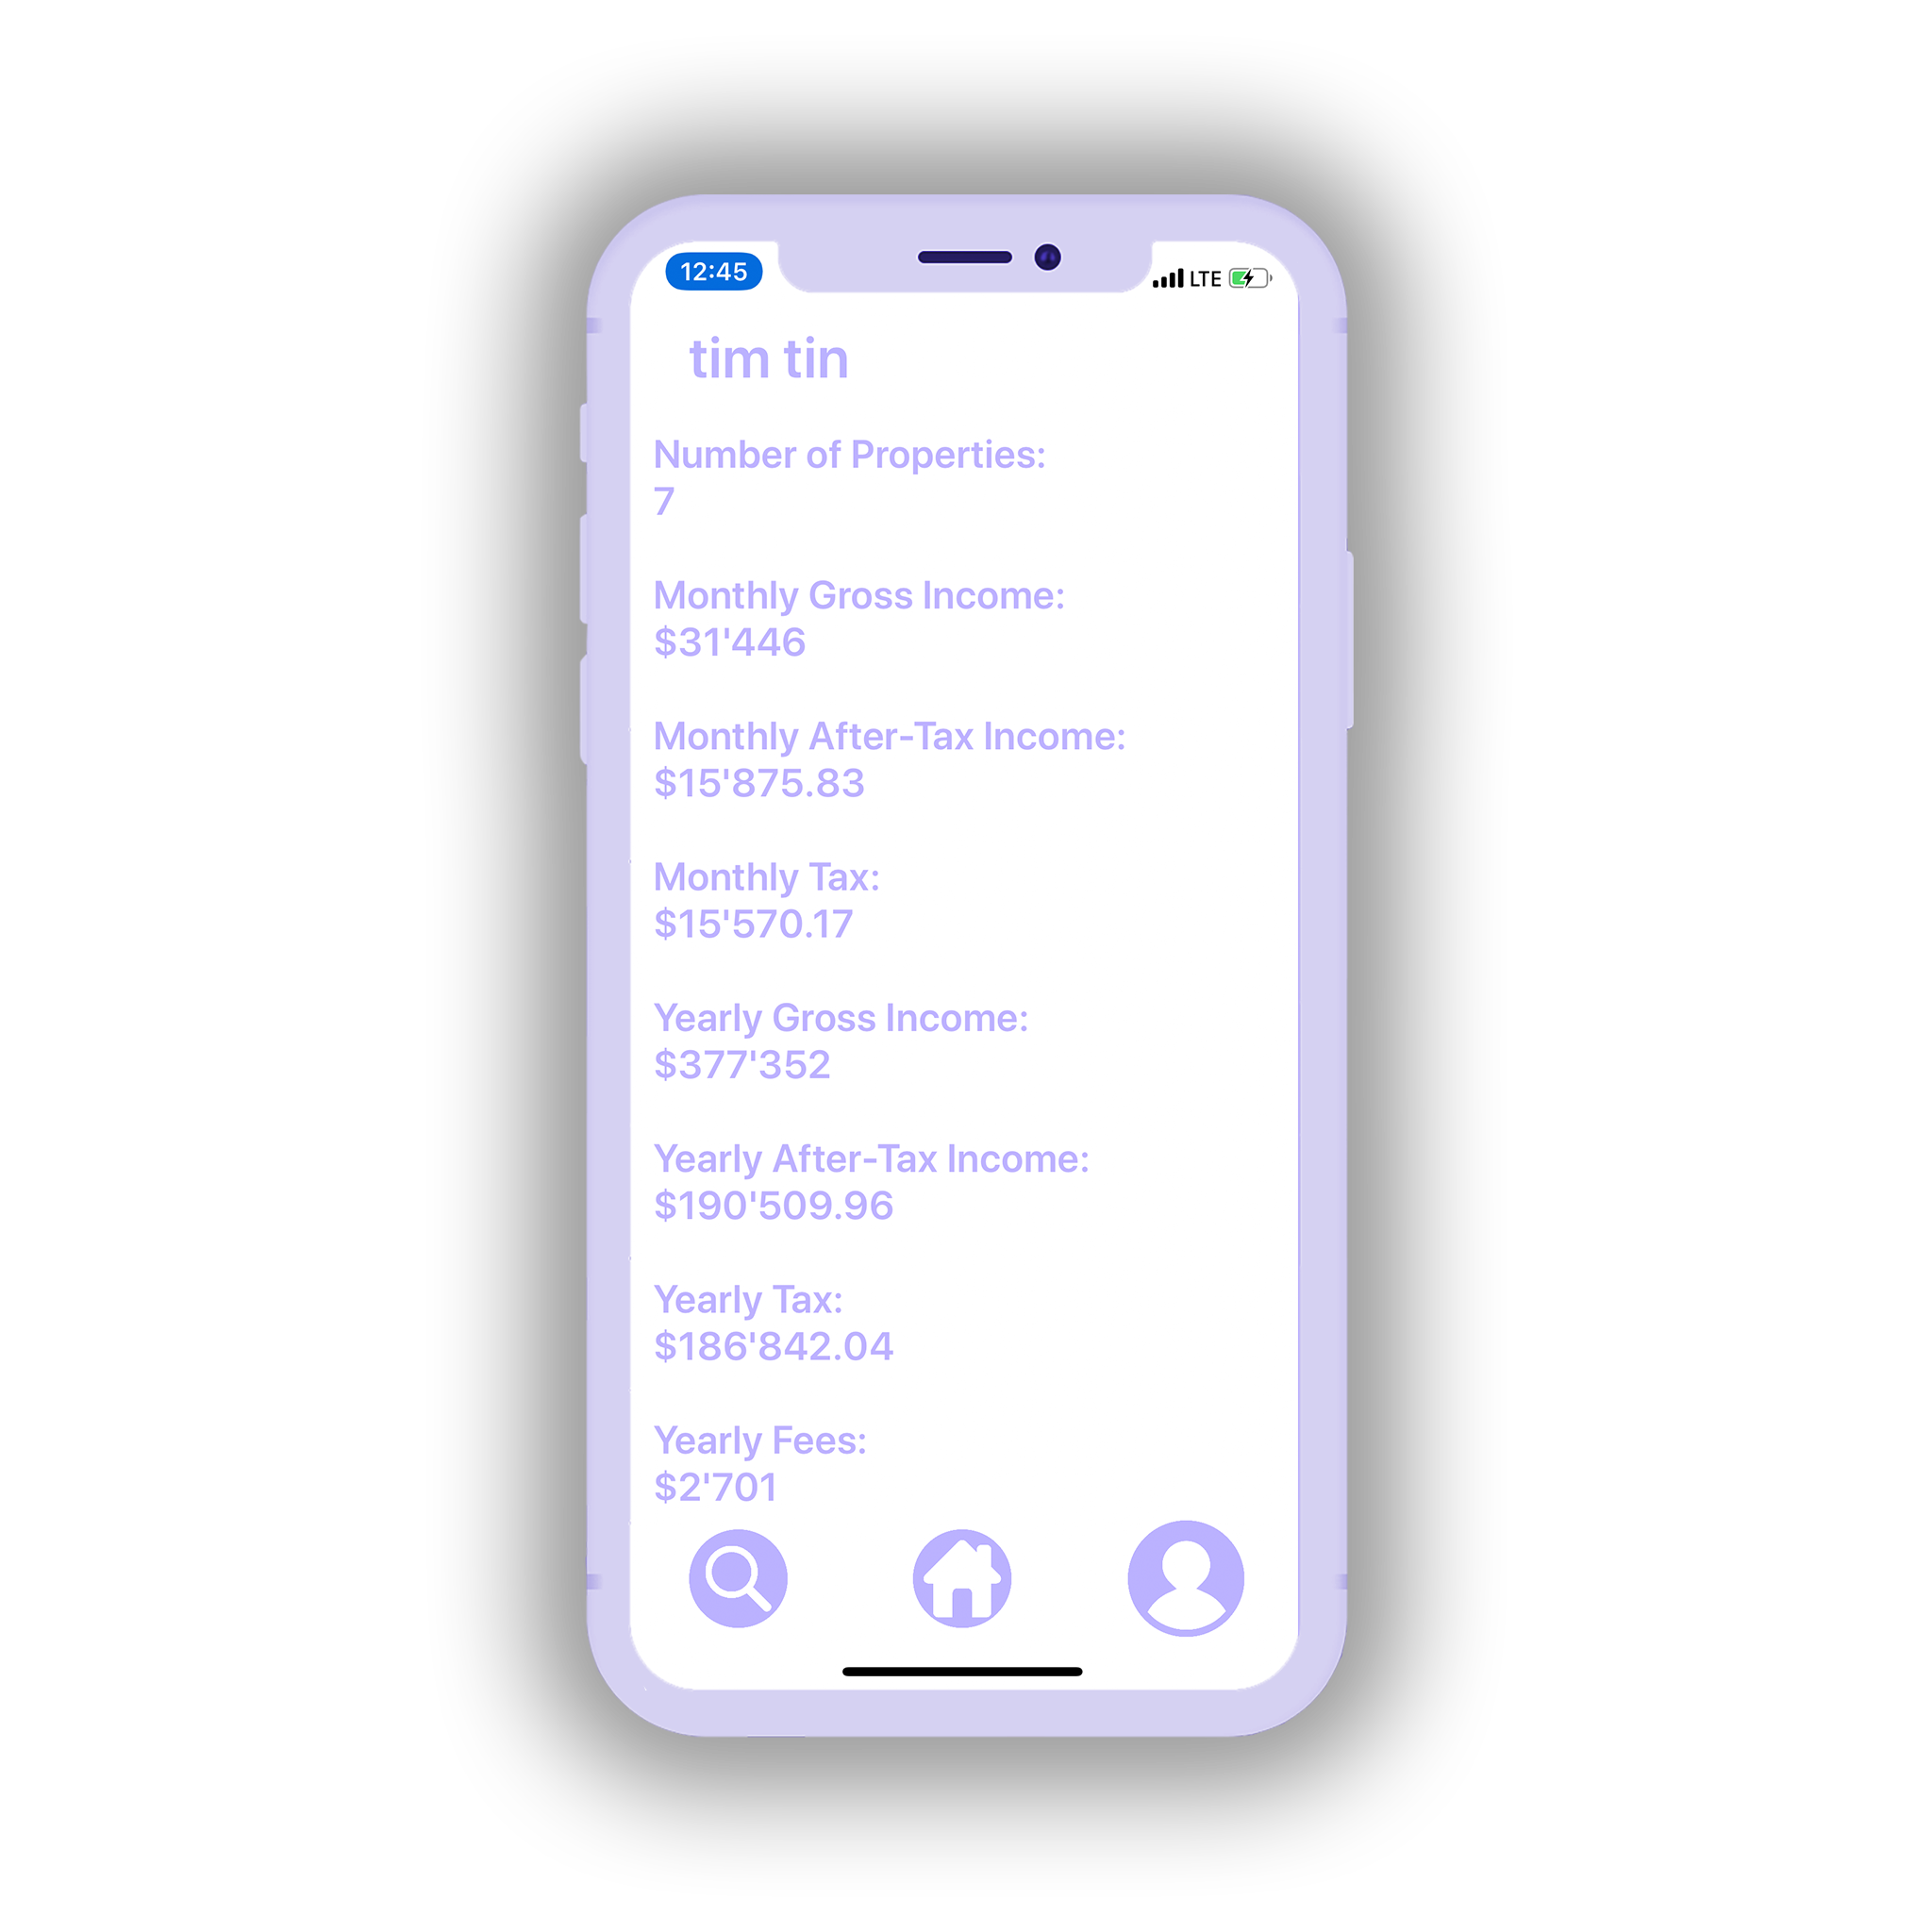 12:45
LTE
tim tin
Number of Properties:
7
Monthly Gross Income:
$31'446
Monthly After-Tax Income:
$15'875.83
Monthly Tax:
$15'570.17
Yearly Gross Income:
$377'352
Yearly After-Tax Income:
$190'509.96
Yearly Tax:
$186'842.04
Yearly Fees:
$2'701